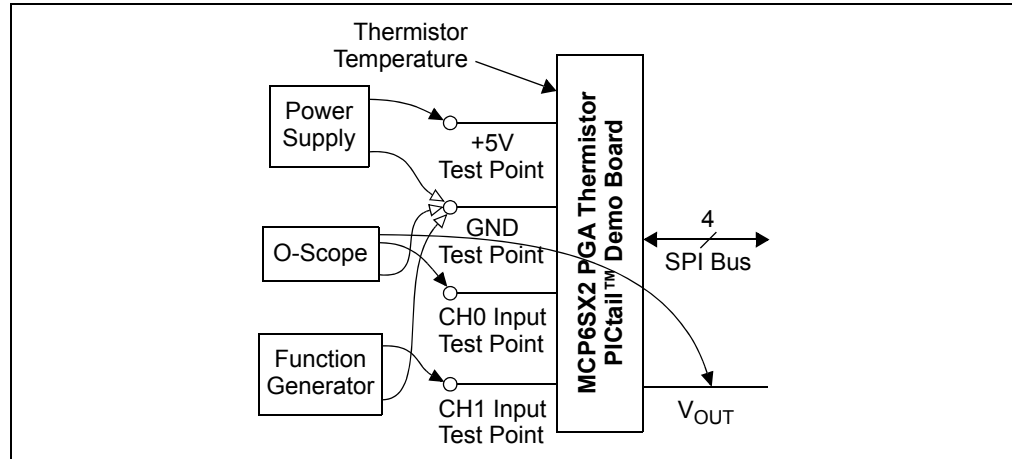 Thermistor
Temperature
Power
Supply
+5V
Test Point
GND
Test Point
O-Scope
CH0 Input
Test Point
Function
Generator
CH1 Input
Test Point
MCP6SX2 PGA Thermistor
PICtail™ Demo Board
4
SPI Bus
VOUT